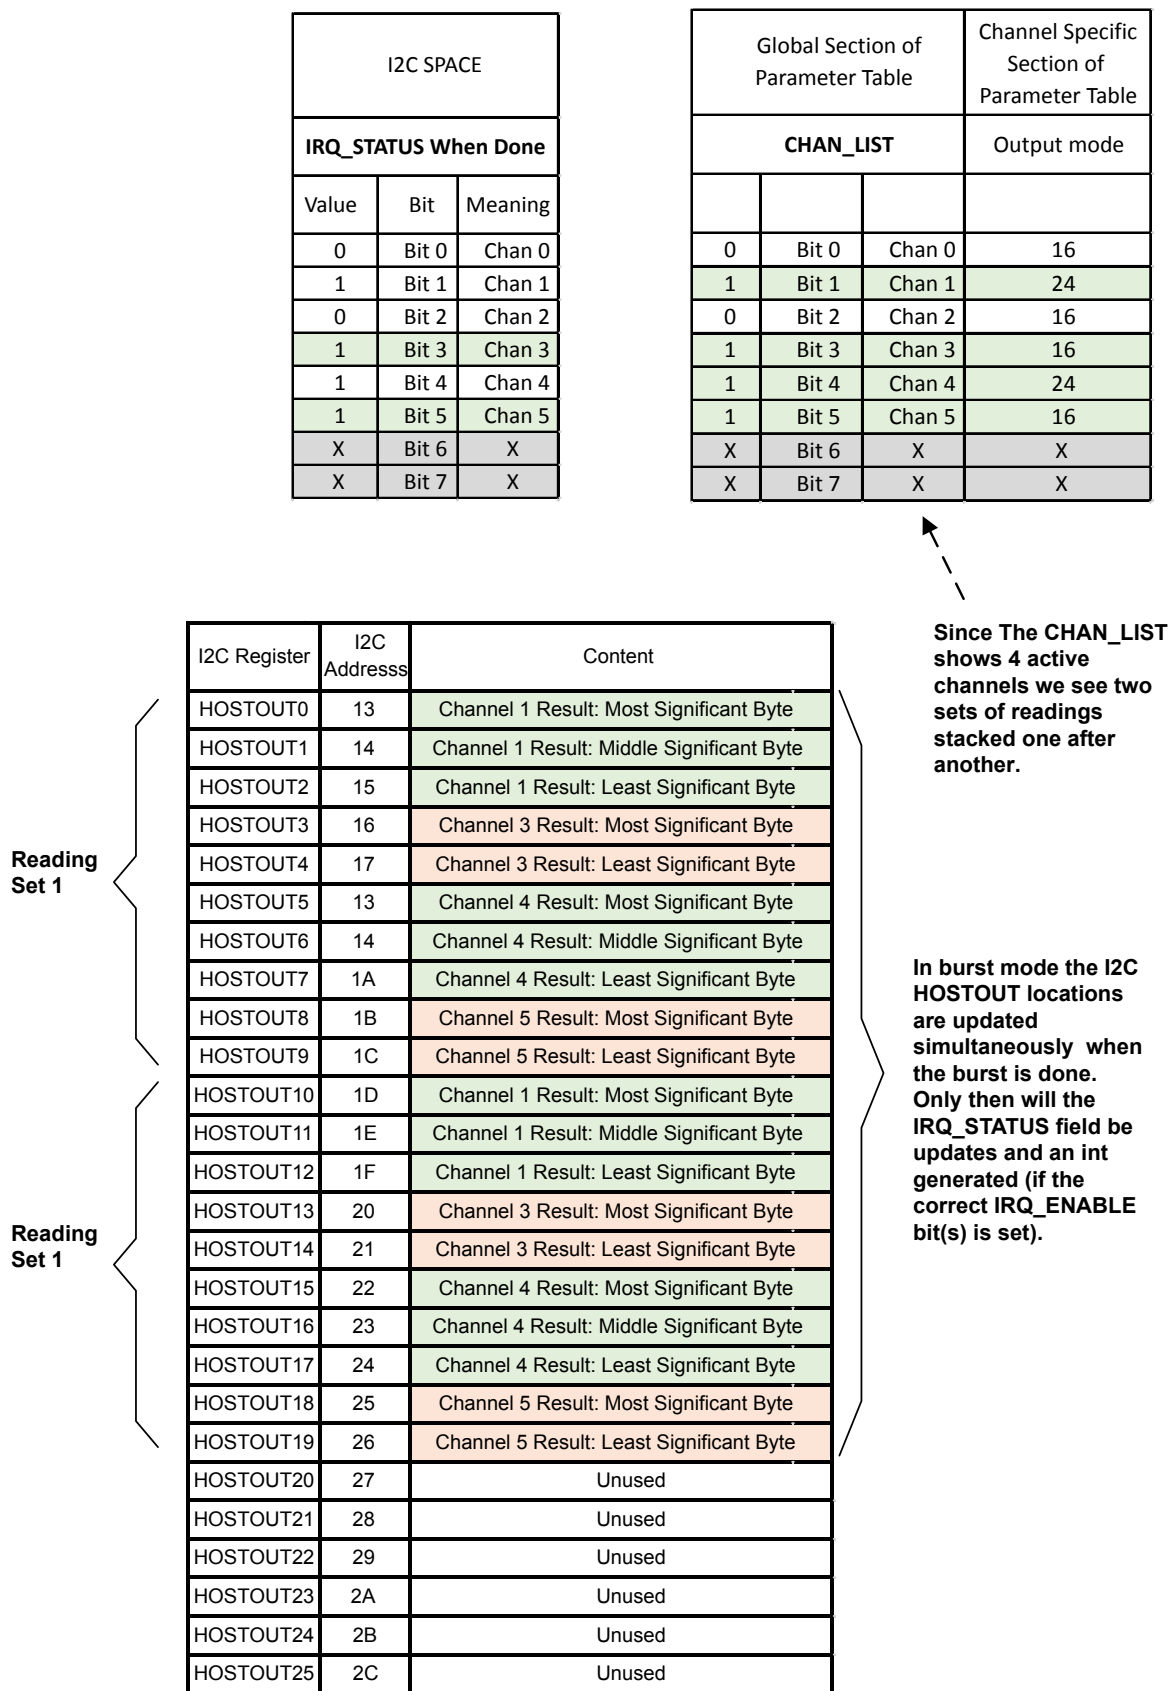 I2C SPACE
IRQ_STATUS When Done
Value Bit Meaning
0 Bit 0 Chan 0
1 Bit 1 Chan 1
0 Bit 2 Chan 2
1 Bit 3 Chan 3
1 Bit 4 Chan 4
1 Bit 5 Chan 5
X Bit 6 X
X Bit 7 X
Global Section of
Parameter Table
Channel Specific
Section of
Parameter Table
CHAN_LIST Output mode
0 Bit 0 Chan 0 16
1 Bit 1 Chan 1 24
0 Bit 2 Chan 2 16
1 Bit 3 Chan 3 16
1 Bit 4 Chan 4 24
1 Bit 5 Chan 5 16
X Bit 6 X X
X Bit 7 X X
Since The CHAN_LIST
shows 4 active
channels we see two
sets of readings
stacked one after
another.
I2C Register
I2C
Addresss
Content
HOSTOUT0 13 Channel 1 Result: Most Significant Byte
HOSTOUT1 14 Channel 1 Result: Middle Significant Byte
HOSTOUT2 15 Channel 1 Result: Least Significant Byte
HOSTOUT3 16 Channel 3 Result: Most Significant Byte
HOSTOUT4 17 Channel 3 Result: Least Significant Byte
HOSTOUT5 13 Channel 4 Result: Most Significant Byte
HOSTOUT6 14 Channel 4 Result: Middle Significant Byte
HOSTOUT7 1A Channel 4 Result: Least Significant Byte
HOSTOUT8 1B Channel 5 Result: Most Significant Byte
HOSTOUT9 1C Channel 5 Result: Least Significant Byte
HOSTOUT10 1D Channel 1 Result: Most Significant Byte
HOSTOUT11 1E Channel 1 Result: Middle Significant Byte
HOSTOUT12 1F Channel 1 Result: Least Significant Byte
HOSTOUT13 20 Channel 3 Result: Most Significant Byte
HOSTOUT14 21 Channel 3 Result: Least Significant Byte
HOSTOUT15 22 Channel 4 Result: Most Significant Byte
HOSTOUT16 23 Channel 4 Result: Middle Significant Byte
HOSTOUT17 24 Channel 4 Result: Least Significant Byte
HOSTOUT18 25 Channel 5 Result: Most Significant Byte
HOSTOUT19 26 Channel 5 Result: Least Significant Byte
HOSTOUT20 27 Unused
HOSTOUT21 28 Unused
HOSTOUT22 29 Unused
HOSTOUT23 2A Unused
HOSTOUT24 2B Unused
HOSTOUT25 2C Unused
Reading
Set 1
Reading
Set 1
In burst mode the I2C
HOSTOUT locations
are updated
simultaneously when
the burst is done.
Only then will the
IRQ_STATUS field be
updates and an int
generated (if the
correct IRQ_ENABLE
bit(s) is set).